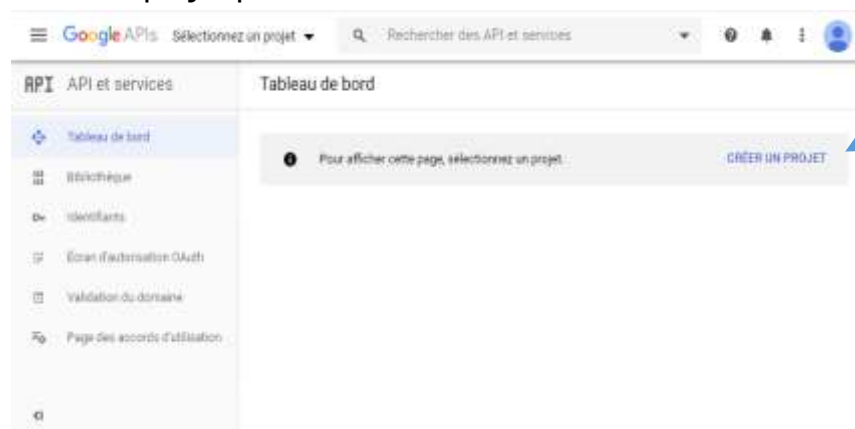 Google APIs Sélectionnez un projet Rechercher des API et services
API API et services Tableau de bord
Tableau de bord
Pour afficher cette page, sélectionnez un projet. CRÉER UN PROJET
Bibliothèque
Identifiants
Écran d'autorisation OAuth
Validation du domaine
Page des accords d'utilisation